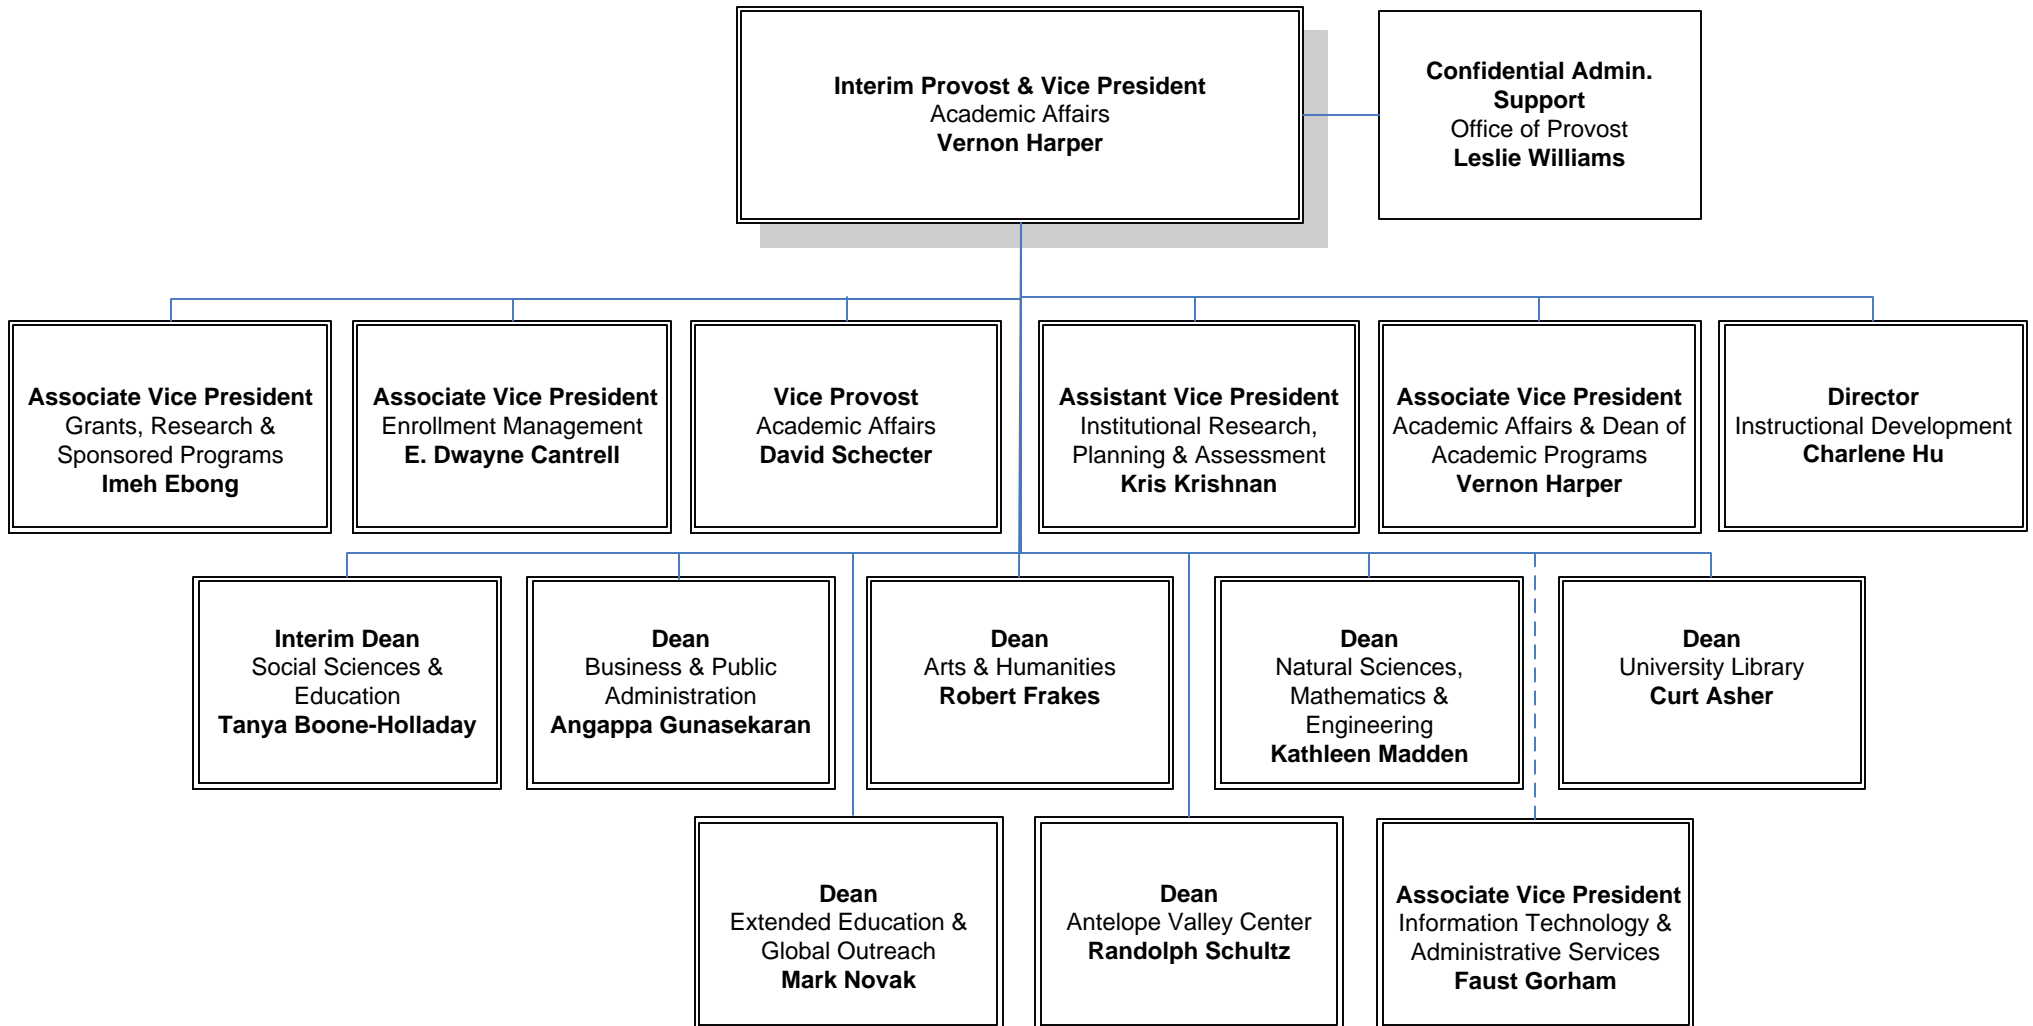 Interim Provost & Vice President
Academic Affairs
Vernon Harper
Confidential Admin.
Support
Office of Provost
Leslie Williams
Associate Vice President
Grants, Research &
Sponsored Programs
Imeh Ebong
Associate Vice President
Enrollment Management
E. Dwayne Cantrell
Vice Provost
Academic Affairs
David Schecter
Assistant Vice President
Institutional Research,
Planning & Assessment
Kris Krishnan
Associate Vice President
Academic Affairs & Dean of
Academic Programs
Vernon Harper
Director
Instructional Development
Charlene Hu
Interim Dean
Social Sciences &
Education
Tanya Boone-Holladay
Dean
Business & Public
Administration
Angappa Gunasekaran
Dean
Arts & Humanities
Robert Frakes
Dean
Natural Sciences,
Mathematics &
Engineering
Kathleen Madden
Dean
University Library
Curt Asher
Dean
Extended Education &
Global Outreach
Mark Novak
Dean
Antelope Valley Center
Randolph Schultz
Associate Vice President
Information Technology &
Administrative Services
Faust Gorham